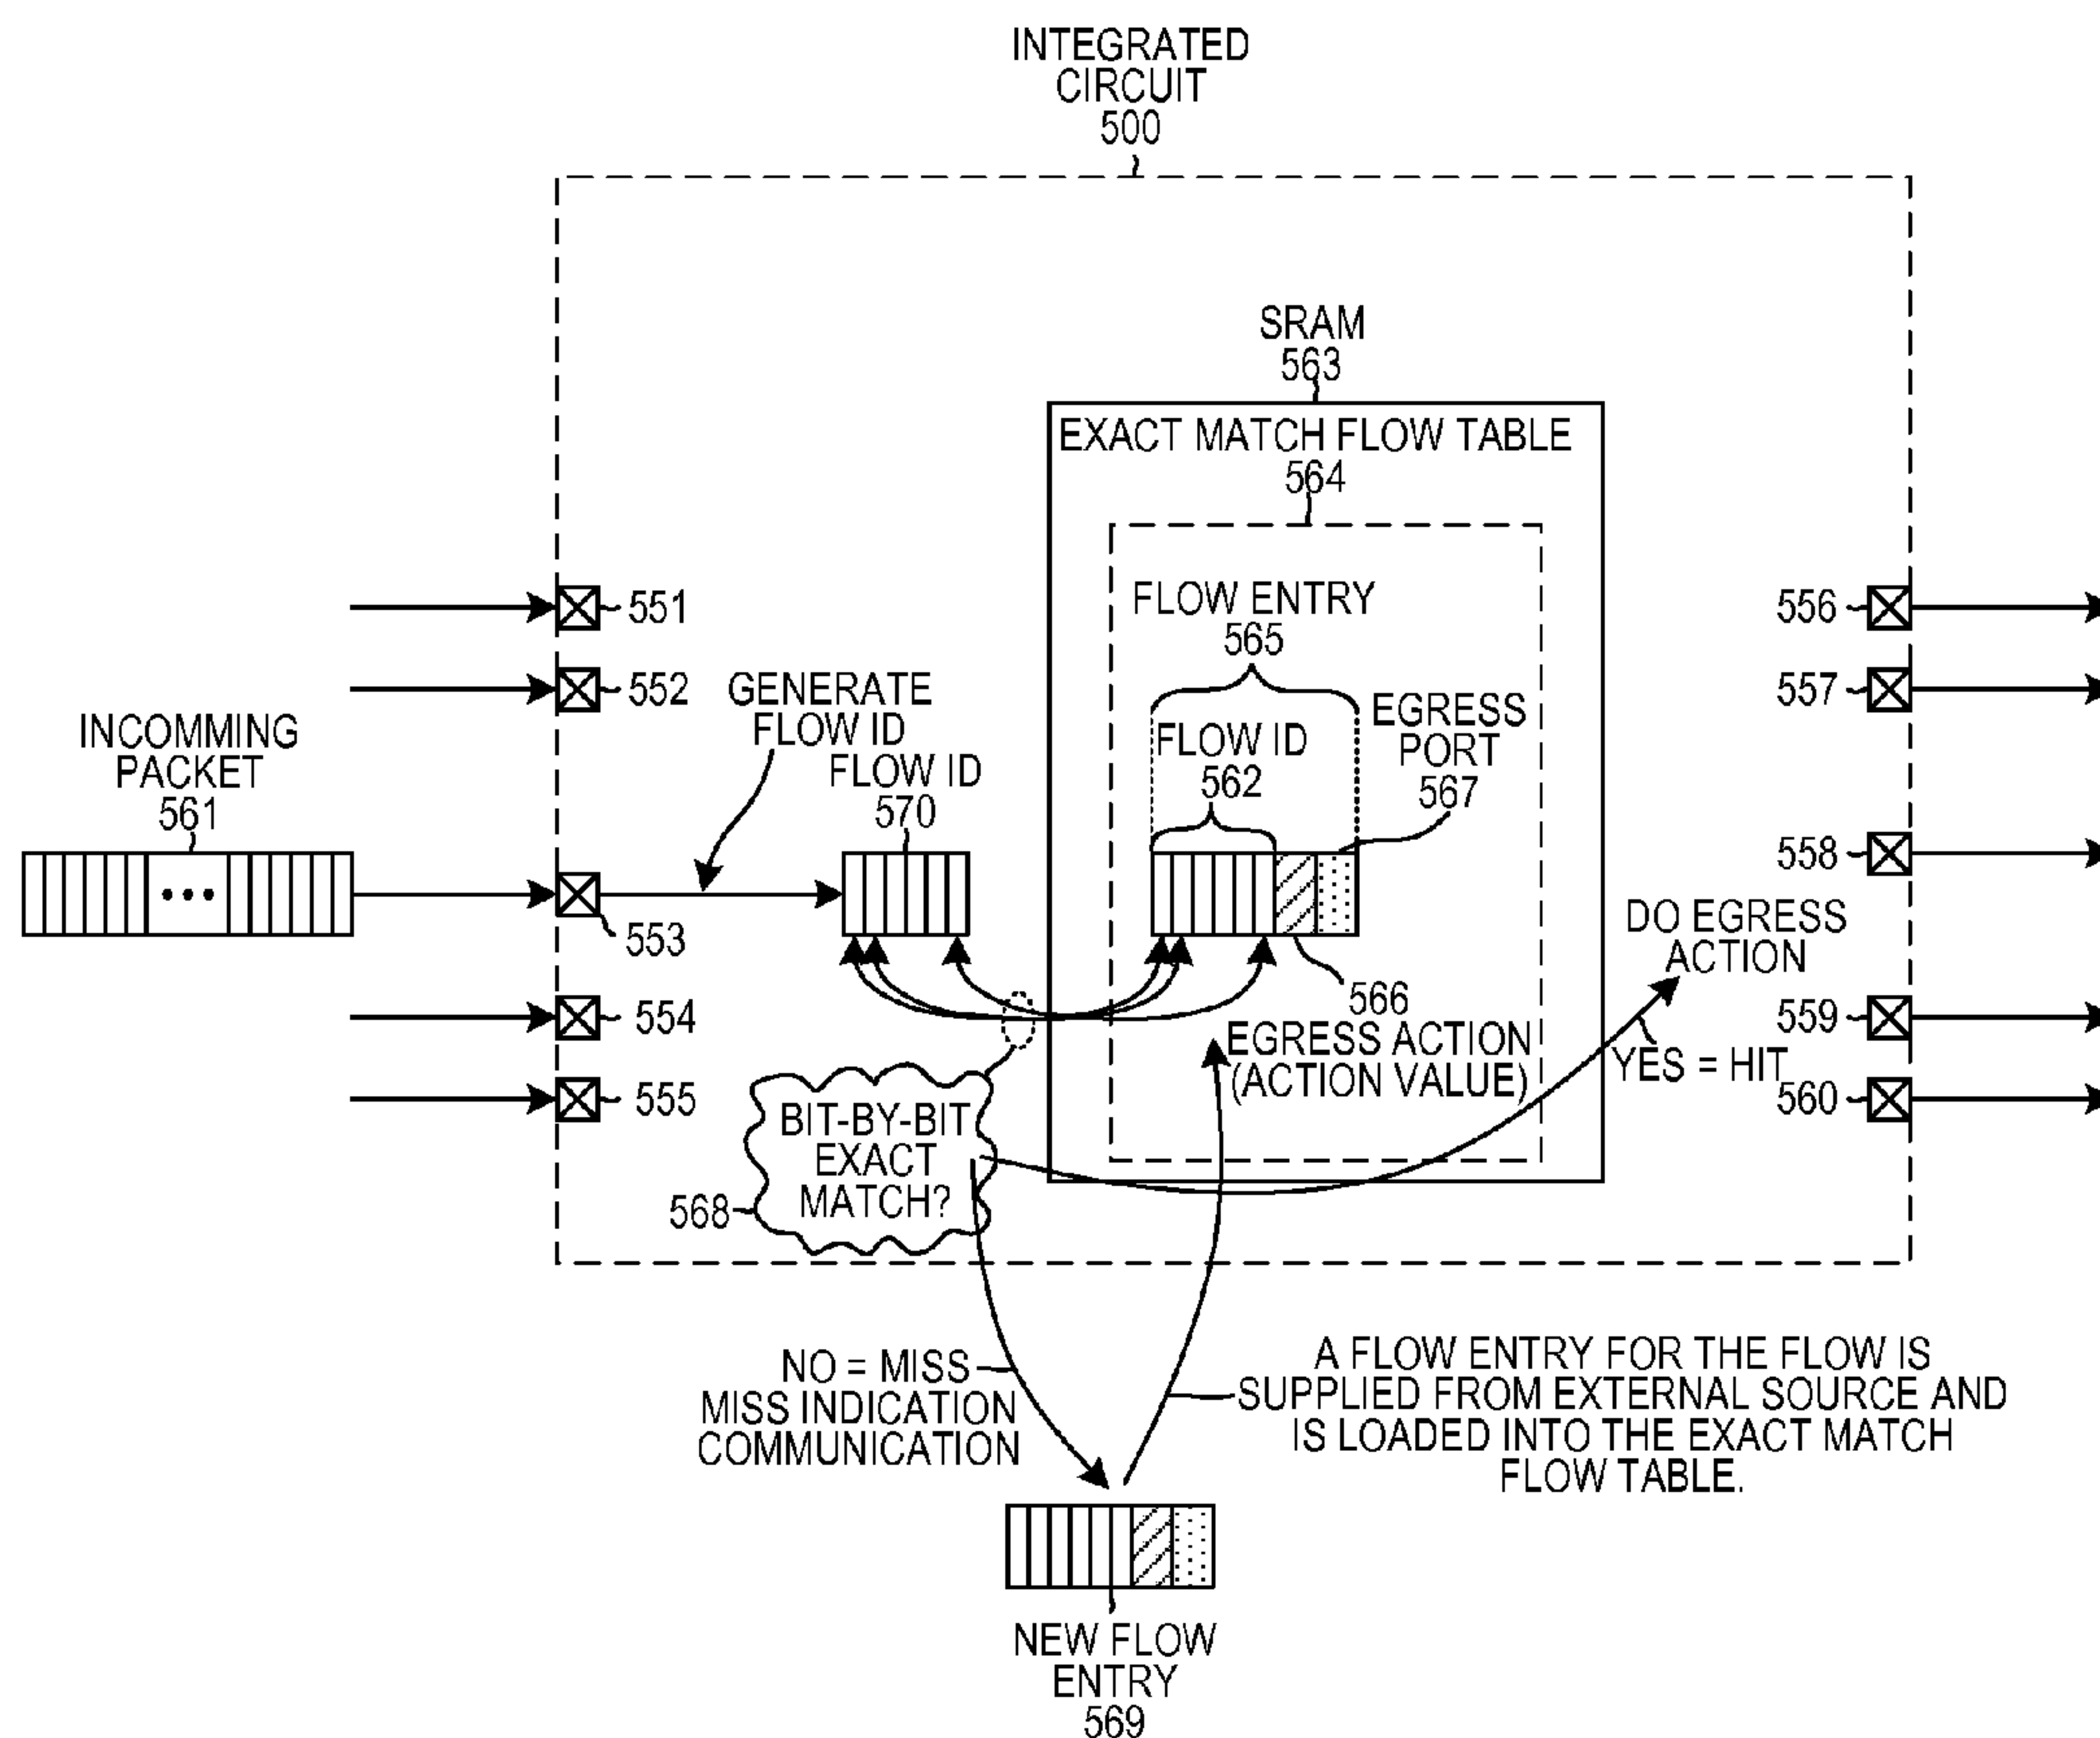 INTEGRATED
CIRCUIT
500
SRAM
563
EXACT MATCH FLOW TABLE
564
FLOW ENTRY
565
FLOW ID
562
EGRESS
PORT
567
551
552
GENERATE
FLOW ID
FLOW ID
570
INCOMMING
PACKET
561
553
554
555
556
557
558
559
560
566
EGRESS ACTION
(ACTION VALUE)
DO EGRESS
ACTION
YES = HIT
BIT-BY-BIT
EXACT
MATCH?
568
NO = MISS
MISS INDICATION
COMMUNICATION
A FLOW ENTRY FOR THE FLOW IS
SUPPLIED FROM EXTERNAL SOURCE AND
IS LOADED INTO THE EXACT MATCH
FLOW TABLE.
NEW FLOW
ENTRY
569